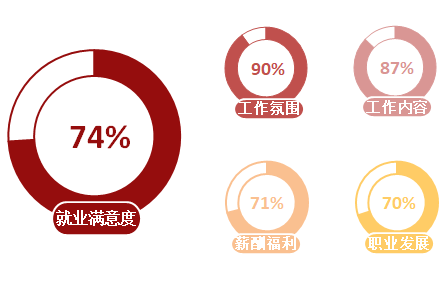 74%
就业满意度
90%
工作氛围
87%
工作内容
71%
薪酬福利
70%
职业发展